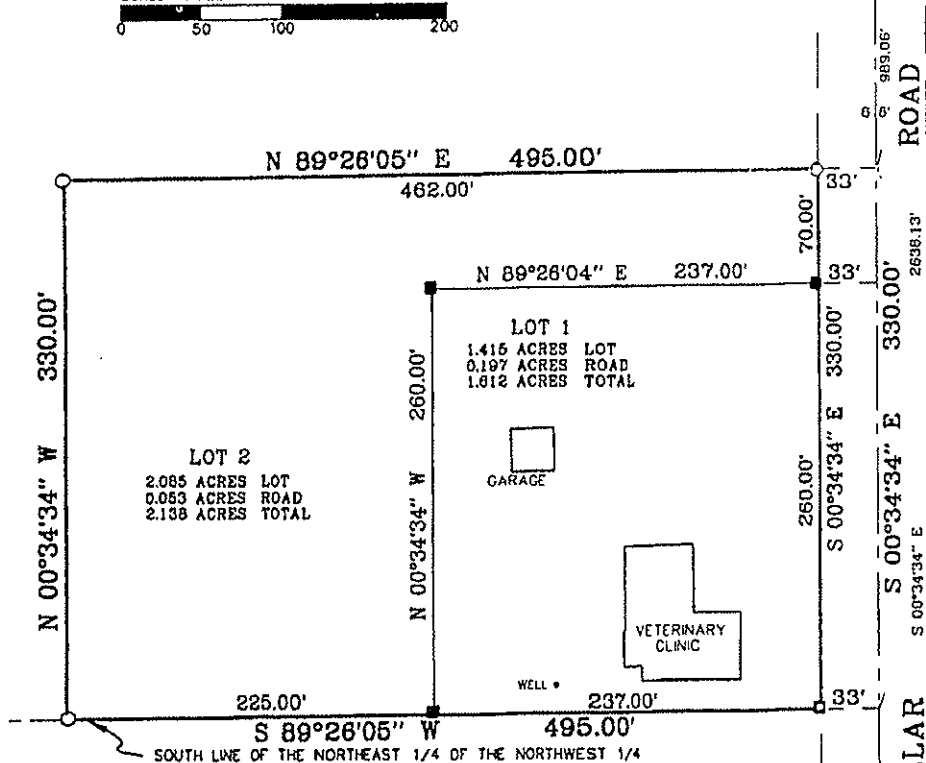 0 50 100 200
989.06'
ROAD
N 89°26'05" E 495.00'
462.00'
33'
70.00'
2638.13'
N 89°26'04" E 237.00'
33'
LOT 1
1.415 ACRES LOT
0.197 ACRES ROAD
1.612 ACRES TOTAL
N 00°34'34" W 330.00'
260.00'
S 00°34'34" E 330.00'
S 00°34'34" E 330.00'
LOT 2
2.085 ACRES LOT
0.053 ACRES ROAD
2.138 ACRES TOTAL
GARAGE
N 00°34'34" W
260.00'
S 00°34'34" E
VETERINARY
CLINIC
WELL
225.00'
237.00'
33'
S 89°26'05" W 495.00'
SOUTH LINE OF THE NORTHEAST 1/4 OF THE NORTHWEST 1/4
LAR